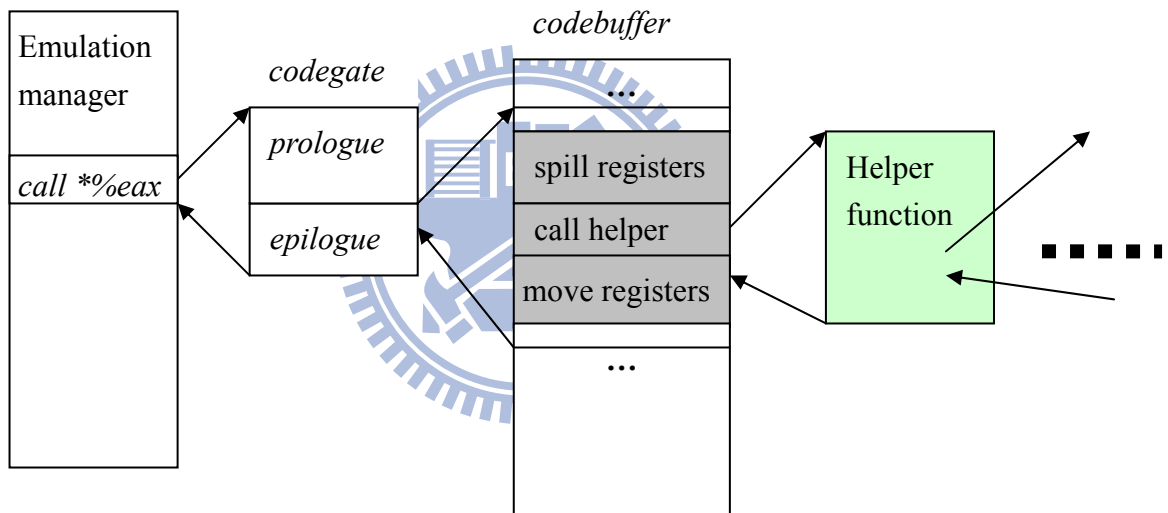 Emulation
manager
call *%eax
codegate
prologue
epilogue
codebuffer
...
spill registers
call helper
move registers
...
Helper
function